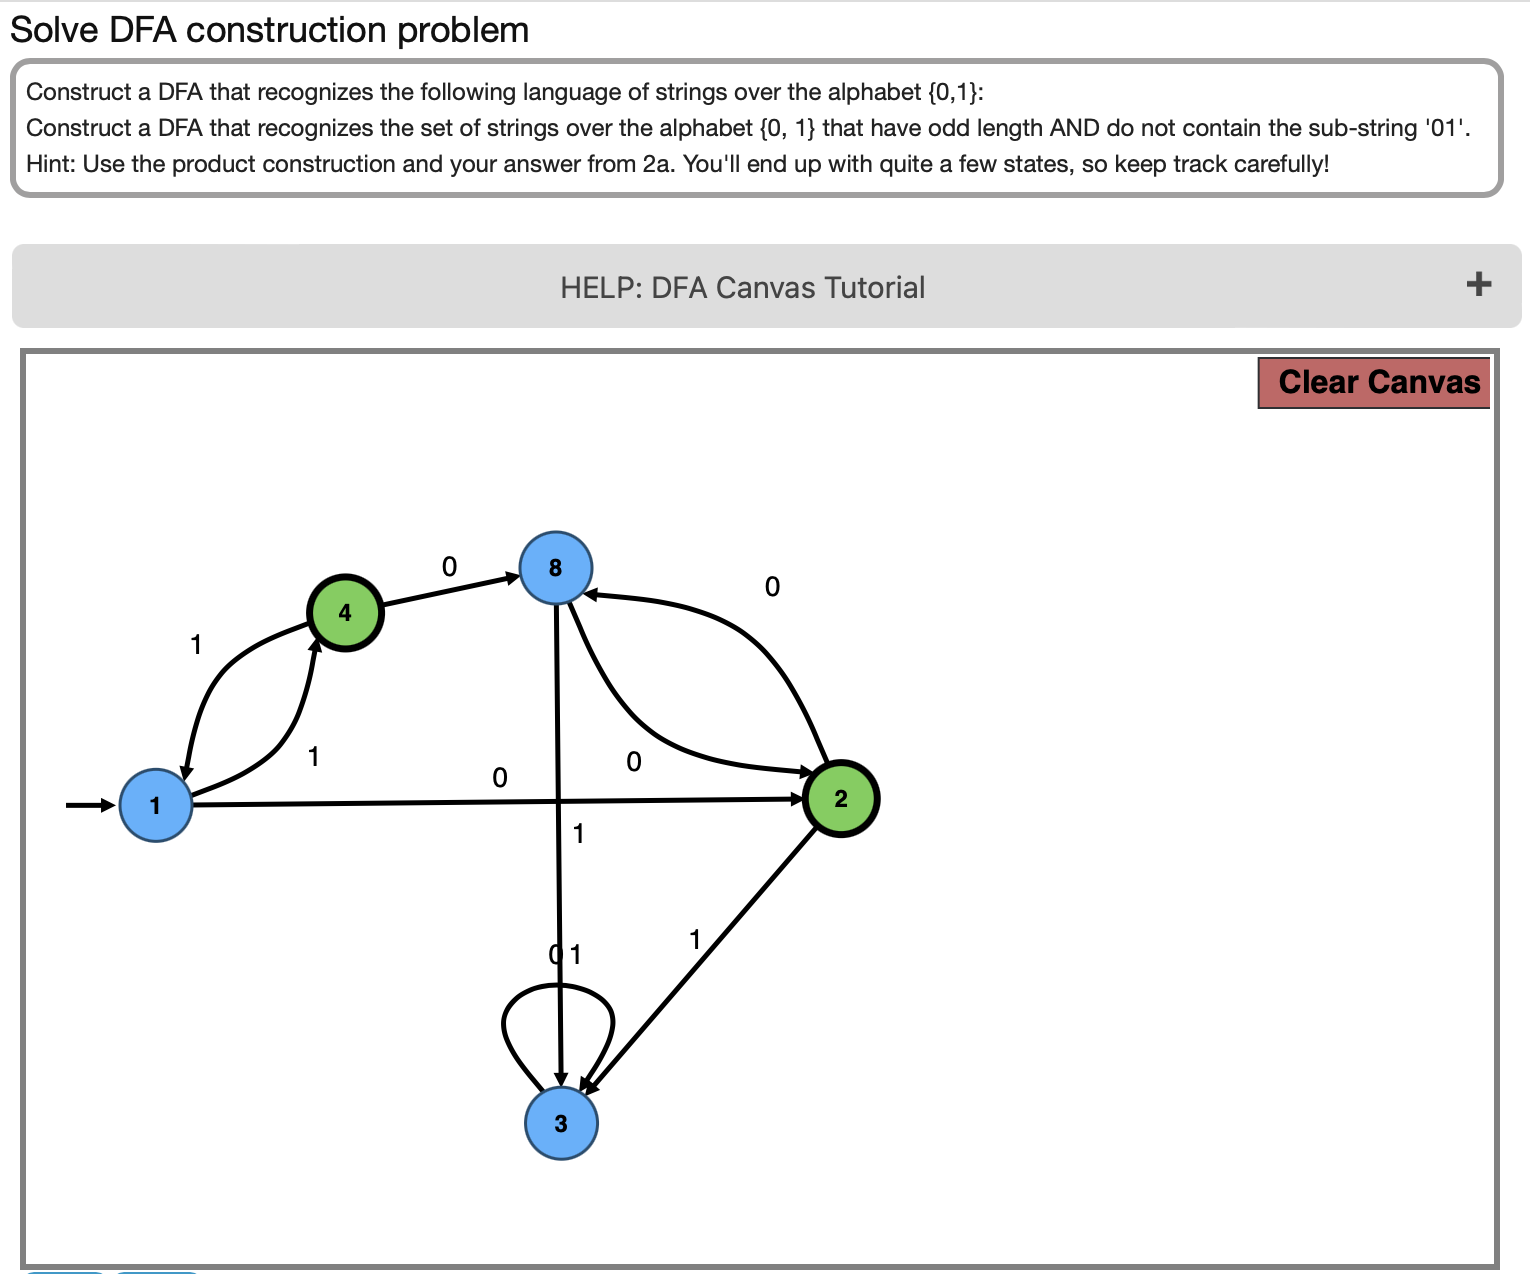 Solve DFA construction problem
Construct a DFA that recognizes the following language of strings over the alphabet {0,1}:
Construct a DFA that recognizes the set of strings over the alphabet {0, 1} that have odd length AND do not contain the sub-string '01'.
Hint: Use the product construction and your answer from 2a. You'll end up with quite a few states, so keep track carefully!
HELP: DFA Canvas Tutorial +
Clear Canvas
0
8
0
4
1
1
0
0
1
2
1
0 1
1
3